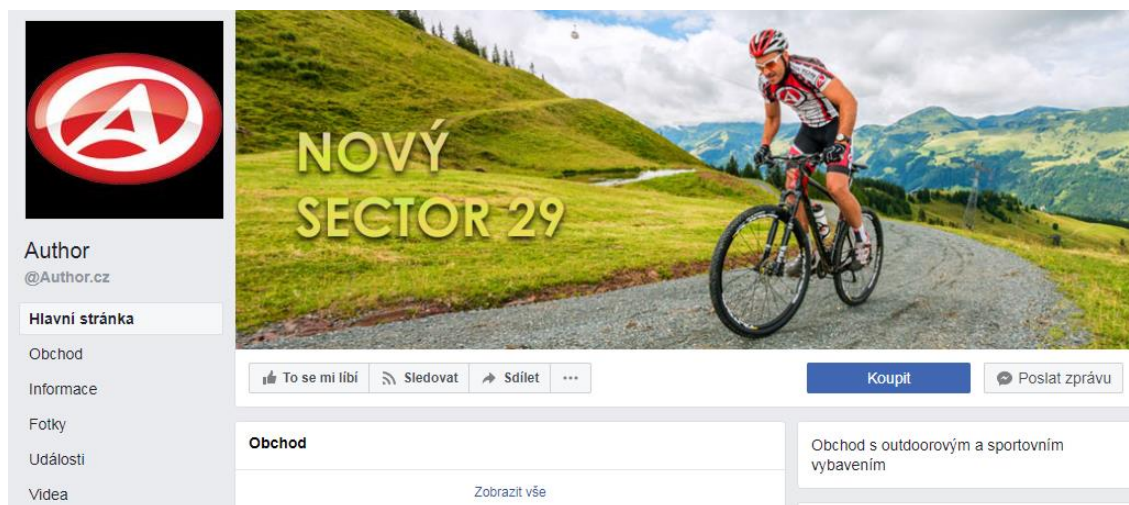 A
NOVÝ
SECTOR 29
Author
@Author.cz
Hlavní stránka
Obchod
Informace
Fotky
Události
Videa
To se mi líbí
Sledovat
Sdílet
Koupit
Poslat zprávu
Obchod
Zobrazit vše
Obchod s outdoorovým a sportovním
vybavením